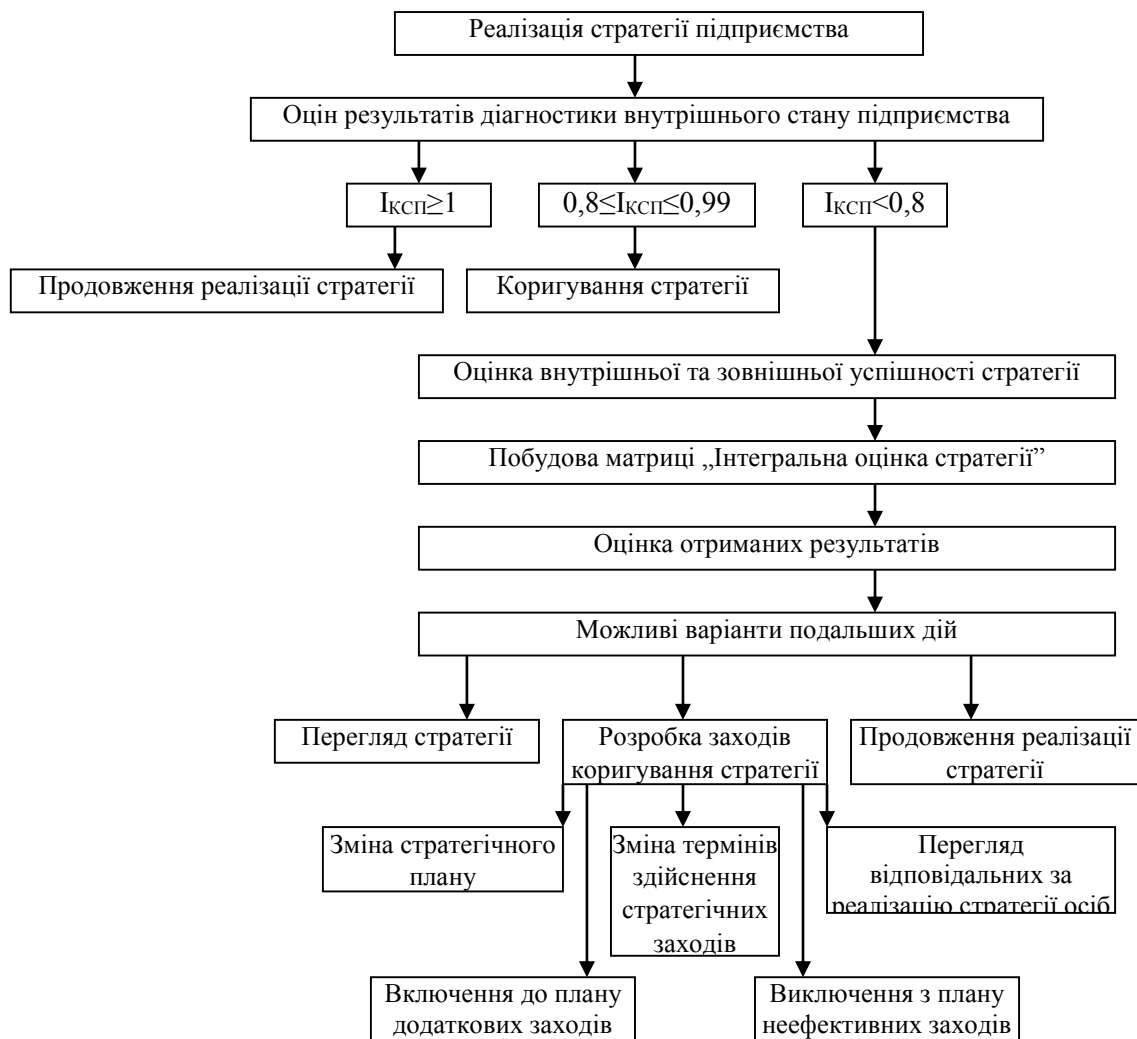 Реалізація стратегії підприємства
Оцін результатів діагностики внутрішнього стану підприємства
ІКСП≥1
0,8≤ІКСП≤0,99
ІКСП<0,8
Продовження реалізації стратегії
Коригування стратегії
Оцінка внутрішньої та зовнішньої успішності стратегії
Побудова матриці „Інтегральна оцінка стратегії”
Оцінка отриманих результатів
Можливі варіанти подальших дій
Перегляд стратегії
Розробка заходів
коригування стратегії
Продовження реалізації
стратегії
Зміна стратегічного
плану
Зміна термінів
здійснення
стратегічних
заходів
Перегляд
відповідальних за
реалізацію стратегії осіб
Включення до плану
додаткових заходів
Виключення з плану
неефективних заходів